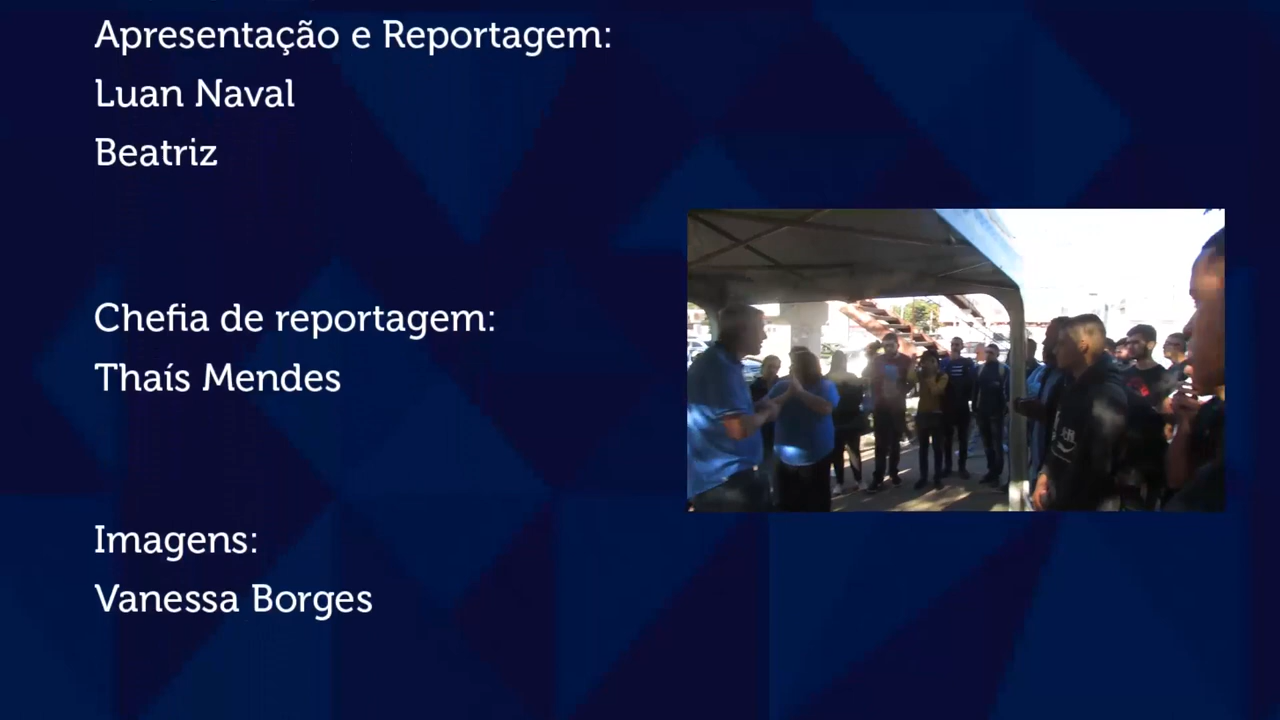 Apresentação e Reportagem:
Luan Naval
Beatriz
Chefia de reportagem:
Thaís Mendes
Imagens:
Vanessa Borges